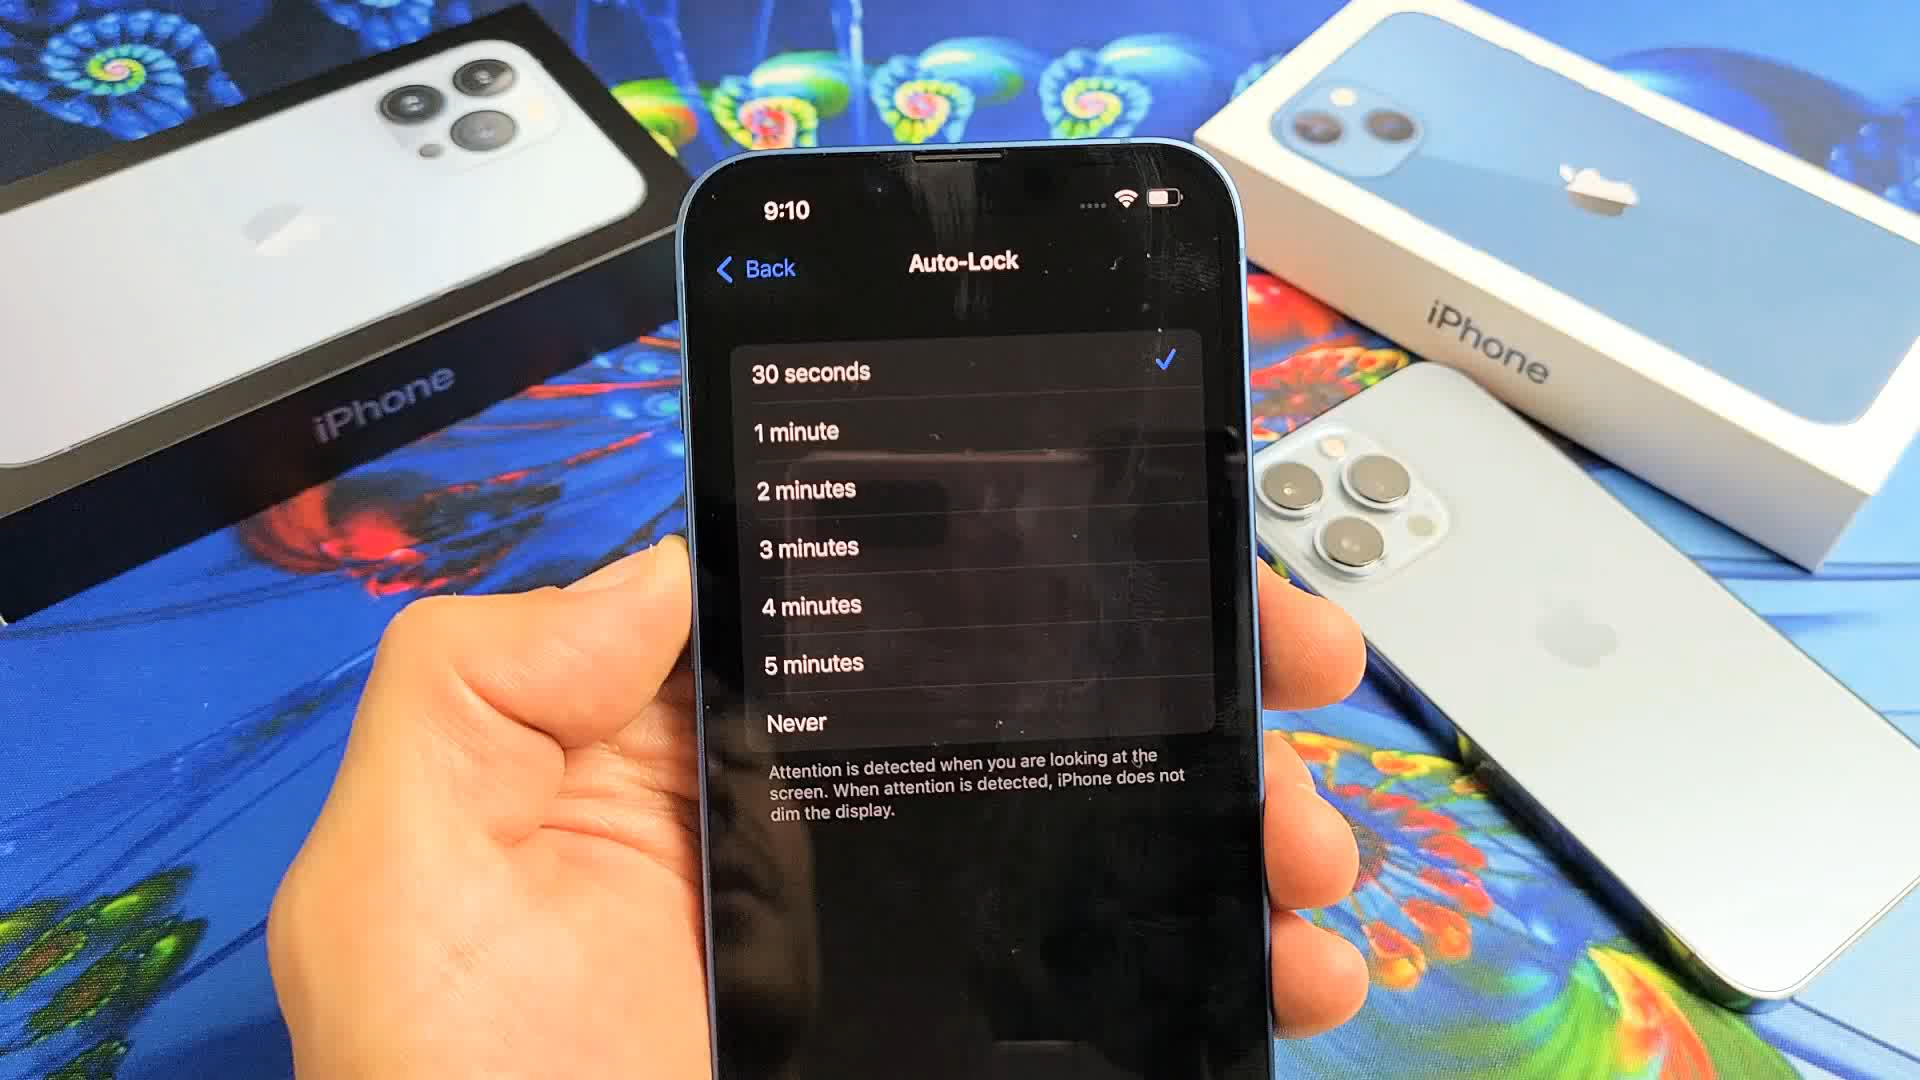 iPhone
iPhone
9:10
Back
Auto-Lock
30 seconds
1 minute
2 minutes
3 minutes
4 minutes
5 minutes
Never
Attention is detected when you are looking at the
screen. When attention is detected, iPhone does not
dim the display.